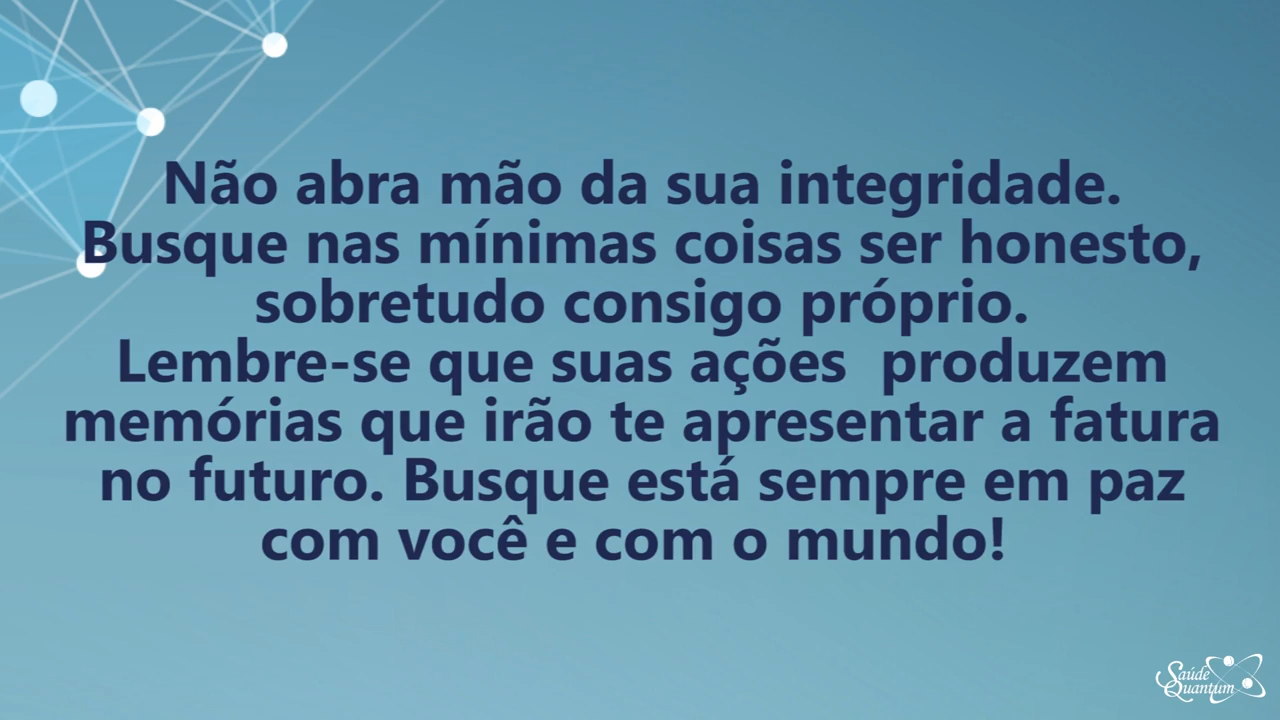 Não abra mão da sua integridade.
Busque nas mínimas coisas ser honesto,
sobretudo consigo próprio.
Lembre-se que suas ações  produzem
memórias que irão te apresentar a fatura
no futuro. Busque está sempre em paz
com você e com o mundo!
Saúde
Quantum